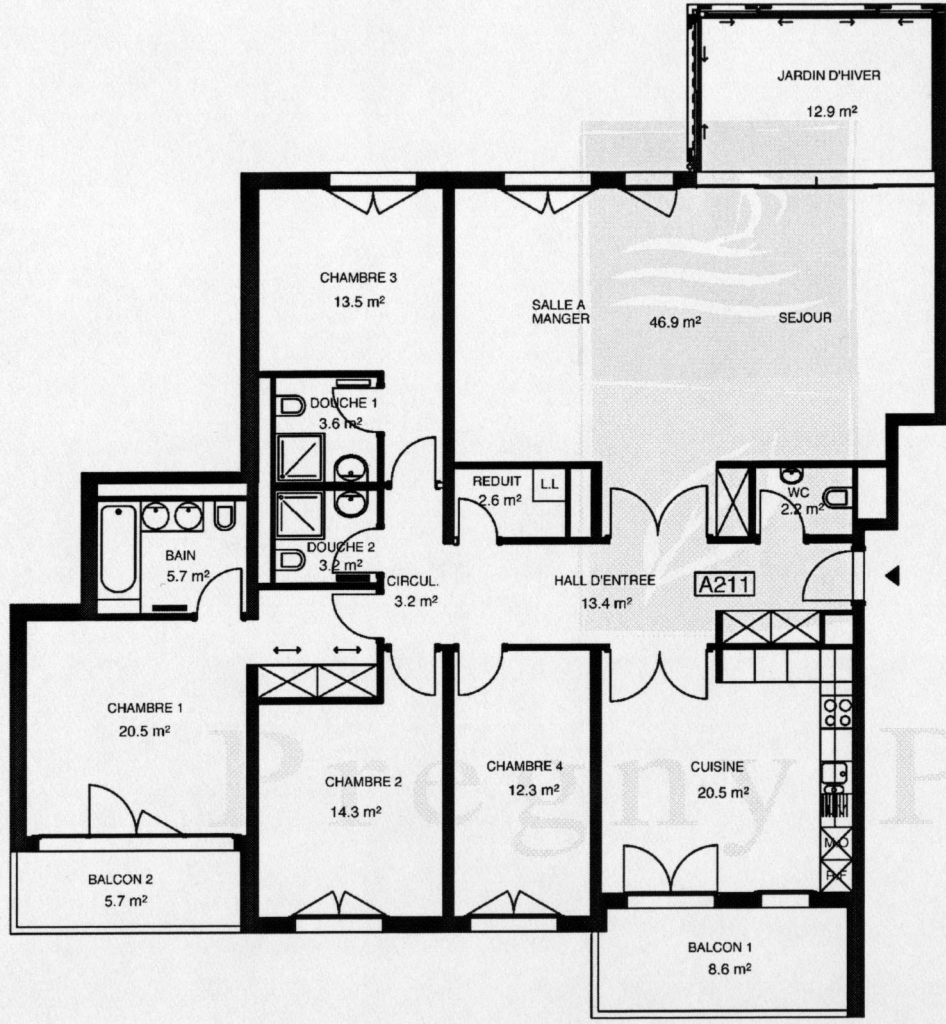 JARDIN D'HIVER
12.9 m²
CHAMBRE 3
13.5 m²
SALLE A
MANGER
46.9 m²
SEJOUR
DOUCHE 1
3.6 m²
REDUIT
2.6 m²
L.L
WC
2.2 m²
BAIN
5.7 m²
DOUCHE 2
3.2 m²
CIRCUL.
3.2 m²
HALL D'ENTREE
13.4 m²
A211
CHAMBRE 1
20.5 m²
CHAMBRE 2
14.3 m²
CHAMBRE 4
12.3 m²
CUISINE
20.5 m²
Pregny P
BALCON 2
5.7 m²
BALCON 1
8.6 m²